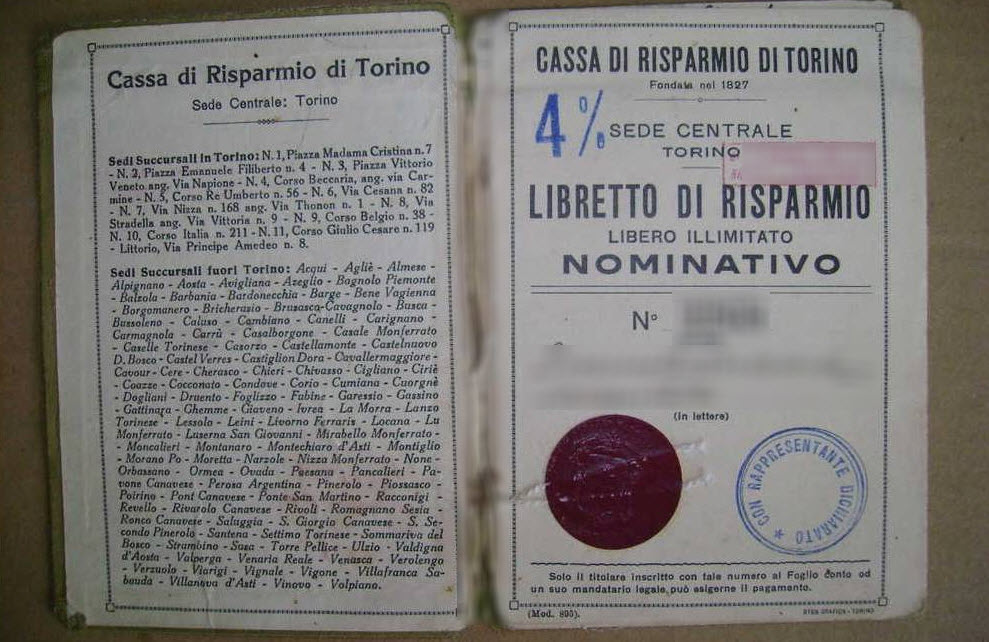 Cassa di Risparmio di Torino
Sede Centrale: Torino
Sedi Succursali in Torino: N. 1, Piazza Madama Cristina n. 7
- N. 2, Piazza Emanuele Filiberto n. 4 - N. 3, Piazza Vittorio
Veneto ang. Via Napione - N. 4, Corso Beccaria, ang. via Car-
mine - N. 5, Corso Re Umberto n. 56 - N. 6, Via Cesana n. 82
- N. 7, Via Nizza n. 168 ang. Via Thonon n. 1 - N. 8, Via
Stradella ang. Via Vittoria n. 9 - N. 9, Corso Belgio n. 38 -
N. 10, Corso Italia n. 211 - N. 11, Corso Giulio Cesare n. 119
- Littorio, Via Principe Amedeo n. 8.
Sedi Succursali fuori Torino: Acqui - Agliè - Almese -
Alpignano - Aosta - Avigliana - Azeglio - Bagnolo Piemonte
- Balzola - Barbania - Bardonecchia - Barge - Bene Vagienna
- Borgomanero - Bricherasio - Brusasca-Cavagnolo - Busca -
Bussoleno - Caluso - Cambiano - Canelli - Carignano -
Carmagnola - Carrù - Casalborgone - Casale Monferrato
- Caselle Torinese - Casorzo - Castellamonte - Castelnuovo
D. Bosco - Castel Verres - Castiglion Dora - Cavallermaggiore -
Cavour - Cere - Cherasco - Chieri - Chivasso - Cigliano - Ciriè
- Coazze - Cocconato - Condove - Corio - Cumiana - Cuorgnè
- Dogliani - Druento - Foglizzo - Fubine - Garessio - Gassino
- Gattinara - Ghemme - Giaveno - Ivrea - La Morra - Lanzo
Torinese - Lessolo - Leini - Livorno Ferraris - Locana - Lu
Monferrato - Luserna San Giovanni - Mirabello Monferrato -
- Moncalieri - Montanaro - Montechiaro d'Asti - Montiglio
- Morano Po - Moretta - Narzole - Nizza Monferrato - None -
Orbassano - Ormea - Ovada - Paesana - Pancalieri - Pa-
vone Canavese - Perosa Argentina - Pinerolo - Piossasco -
Poirino - Pont Canavese - Ponte San Martino - Racconigi -
Revello - Rivarolo Canavese - Rivoli - Romagnano Sesia -
Ronco Canavese - Saluggia - S. Giorgio Canavese - S. Se-
condo Pinerolo - Santena - Settimo Torinese - Sommariva del
Bosco - Strambino - Susa - Torre Pellice - Ulzio - Valdigna
d'Aosta - Valperga - Venaria Reale - Venasca - Verolengo
- Verzuolo - Viarigi - Vignale - Vigone - Villafranca Sa-
bauda - Villanova d'Asti - Vinovo - Volpiano.
CASSA DI RISPARMIO DI TORINO
Fondata nel 1827
4%
SEDE CENTRALE
TORINO
LIBRETTO DI RISPARMIO
LIBERO ILLIMITATO
NOMINATIVO
N°
(in lettere)
CON RAPPRESENTANTE DICHIARATO
Solo il titolare inscritto con tale numero al Foglio conto od
un suo mandatario legale, può esigerne il pagamento.
(Mod. 895).
STEN GRAFICA - TORINO